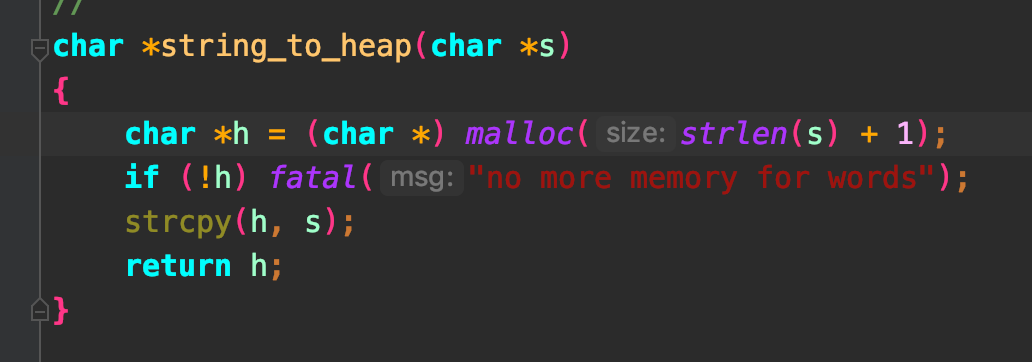 //
char *string_to_heap(char *s)
{
    char *h = (char *) malloc( size: strlen(s) + 1);
    if (!h) fatal( msg: "no more memory for words");
    strcpy(h, s);
    return h;
}